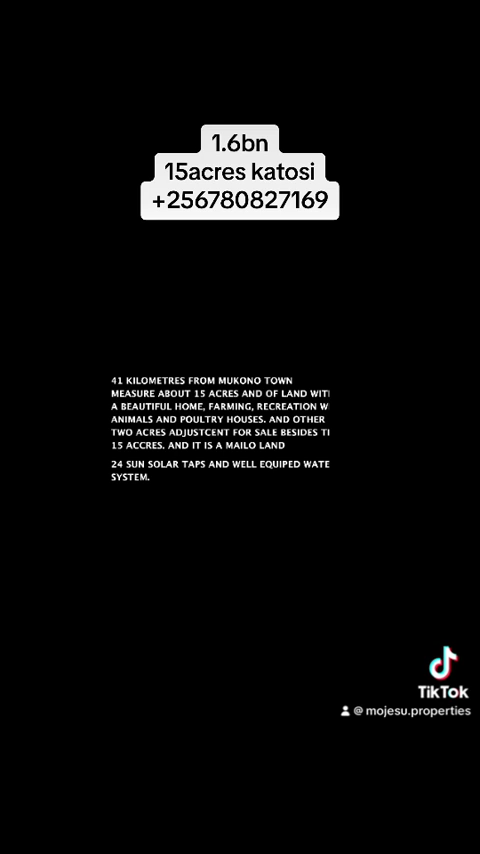 1.6bn
15acres katosi
+256780827169
41 KILOMETRES FROM MUKONO TOWN
MEASURE ABOUT 15 ACRES AND OF LAND WIT
A BEAUTIFUL HOME, FARMING, RECREATION W
ANIMALS AND POULTRY HOUSES. AND OTHER
TWO ACRES ADJUSTCENT FOR SALE BESIDES T
15 ACCRES. AND IT IS A MAILO LAND
24 SUN SOLAR TAPS AND WELL EQUIPED WATE
SYSTEM.
TikTok
@ mojesu.properties